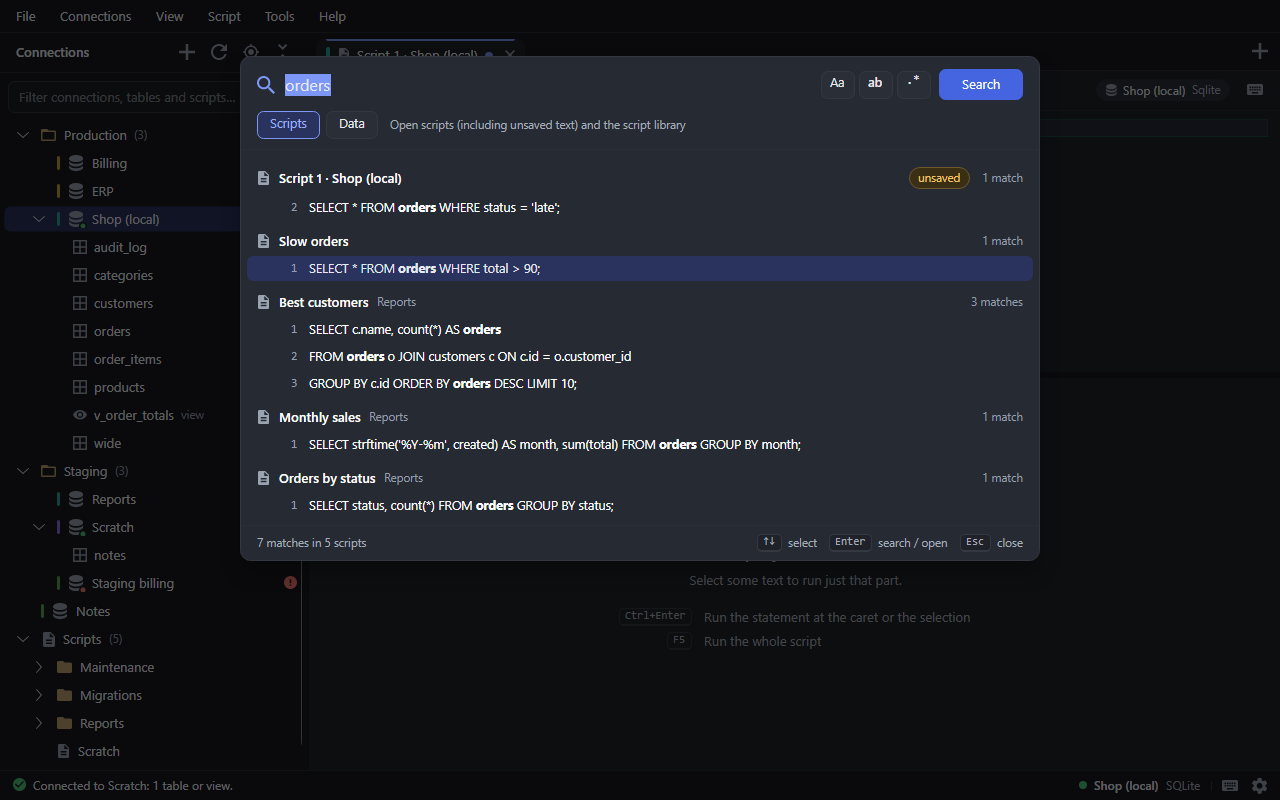 File Connections View Script Tools Help
Connections
Script 1 · Shop (local)
orders
Aa ab .* Search
Filter connections, tables and scripts...
Shop (local) Sqlite
Scripts Data Open scripts (including unsaved text) and the script library
Production (3)
Billing
ERP
Shop (local)
audit_log
categories
customers
orders
order_items
products
v_order_totals view
wide
Staging (3)
Reports
Scratch
notes
Staging billing
Notes
Scripts (5)
Maintenance
Migrations
Reports
Scratch
Script 1 · Shop (local) unsaved 1 match
2 SELECT * FROM orders WHERE status = 'late';
Slow orders 1 match
1 SELECT * FROM orders WHERE total > 90;
Best customers Reports 3 matches
1 SELECT c.name, count(*) AS orders
2 FROM orders o JOIN customers c ON c.id = o.customer_id
3 GROUP BY c.id ORDER BY orders DESC LIMIT 10;
Monthly sales Reports 1 match
1 SELECT strftime('%Y-%m', created) AS month, sum(total) FROM orders GROUP BY month;
Orders by status Reports 1 match
1 SELECT status, count(*) FROM orders GROUP BY status;
7 matches in 5 scripts ↑↓ select Enter search / open Esc close
Select some text to run just that part.
Ctrl+Enter Run the statement at the caret or the selection
F5 Run the whole script
Connected to Scratch: 1 table or view.
Shop (local) SQLite